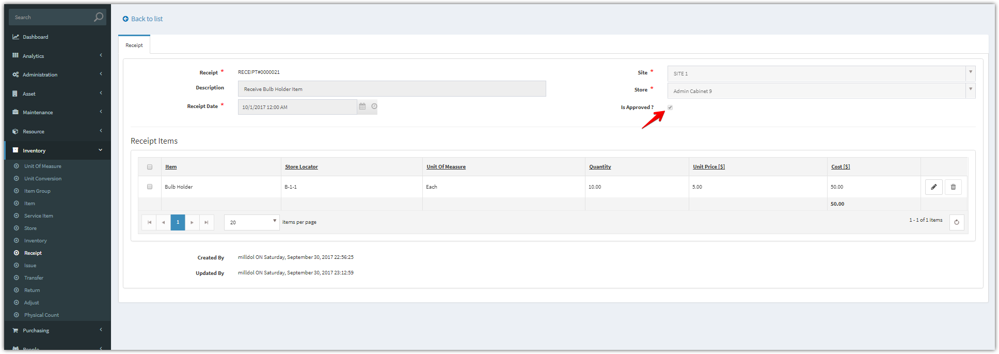 Search
Dashboard
Analytics
Administration
Asset
Maintenance
Resource
Inventory
Unit Of Measure
Unit Conversion
Item Group
Item
Service Item
Store
Inventory
Receipt
Issue
Transfer
Return
Adjust
Physical Count
Purchasing
People
Back to list
Receipt
Receipt * RECEIPT#0000021
Description Receive Bulb Holder Item
Receipt Date * 10/1/2017 12:00 AM
Site * SITE 1
Store * Admin Cabinet 9
Is Approved ?
Receipt Items
Item Store Locator Unit Of Measure Quantity Unit Price [$] Cost [$]
Bulb Holder B-1-1 Each 10.00 5.00 50.00
50.00
1 20 items per page 1 - 1 of 1 items
Created By milldol ON Saturday, September 30, 2017 22:56:25
Updated By milldol ON Saturday, September 30, 2017 23:12:59